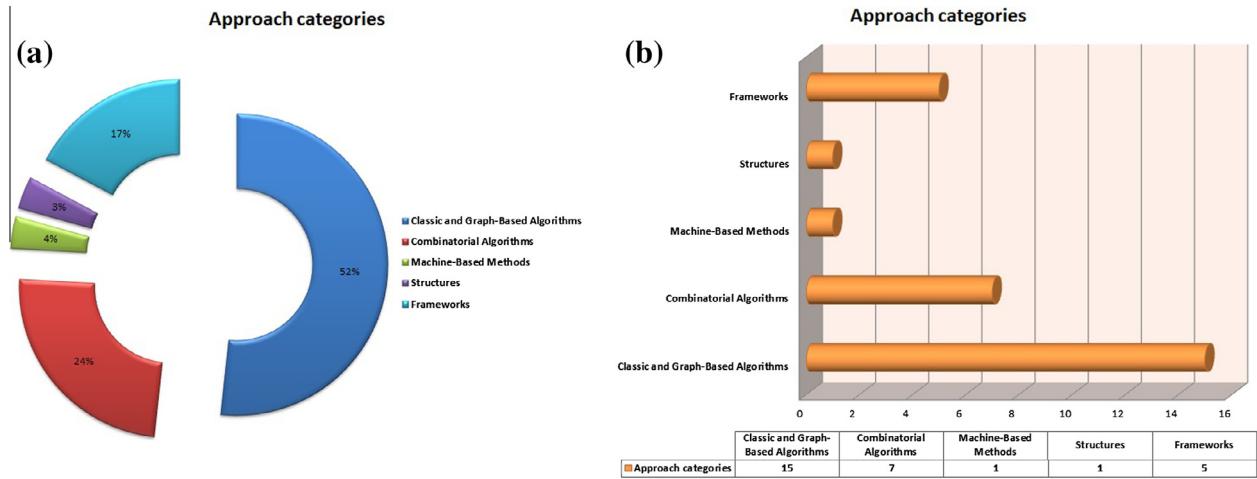 Approach categories
(a)
17%
3%
4%
24%
52%
Classic and Graph-Based Algorithms
Combinatorial Algorithms
Machine-Based Methods
Structures
Frameworks
Approach categories
(b)
Frameworks
Structures
Machine-Based Methods
Combinatorial Algorithms
Classic and Graph-Based Algorithms
0 2 4 6 8 10 12 14 16
Classic and Graph-
Based Algorithms
Combinatorial
Algorithms
Machine-Based
Methods
Structures
Frameworks
Approach categories 15 7 1 1 5